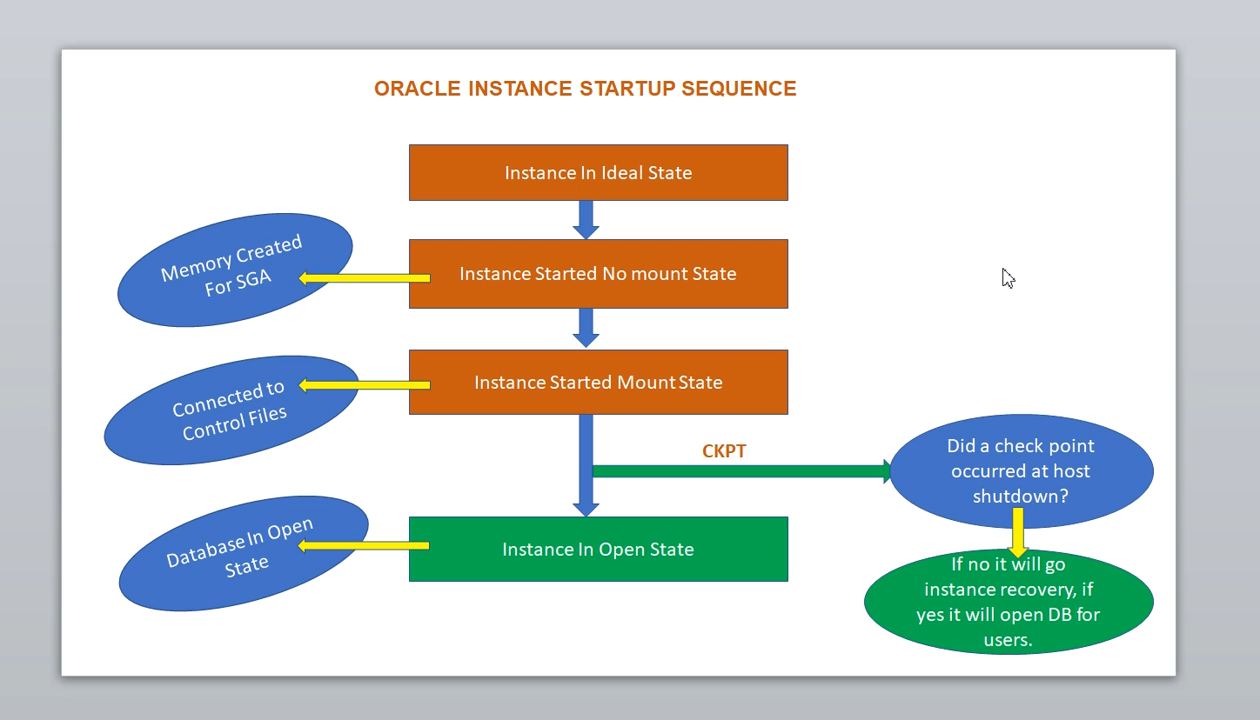 ORACLE INSTANCE STARTUP SEQUENCE
Instance In Ideal State
Memory Created
For SGA
Instance Started No mount State
Connected to
Control Files
Instance Started Mount State
CKPT
Did a check point
occurred at host
shutdown?
Database In Open
State
Instance In Open State
If no it will go
instance recovery, if
yes it will open DB for
users.